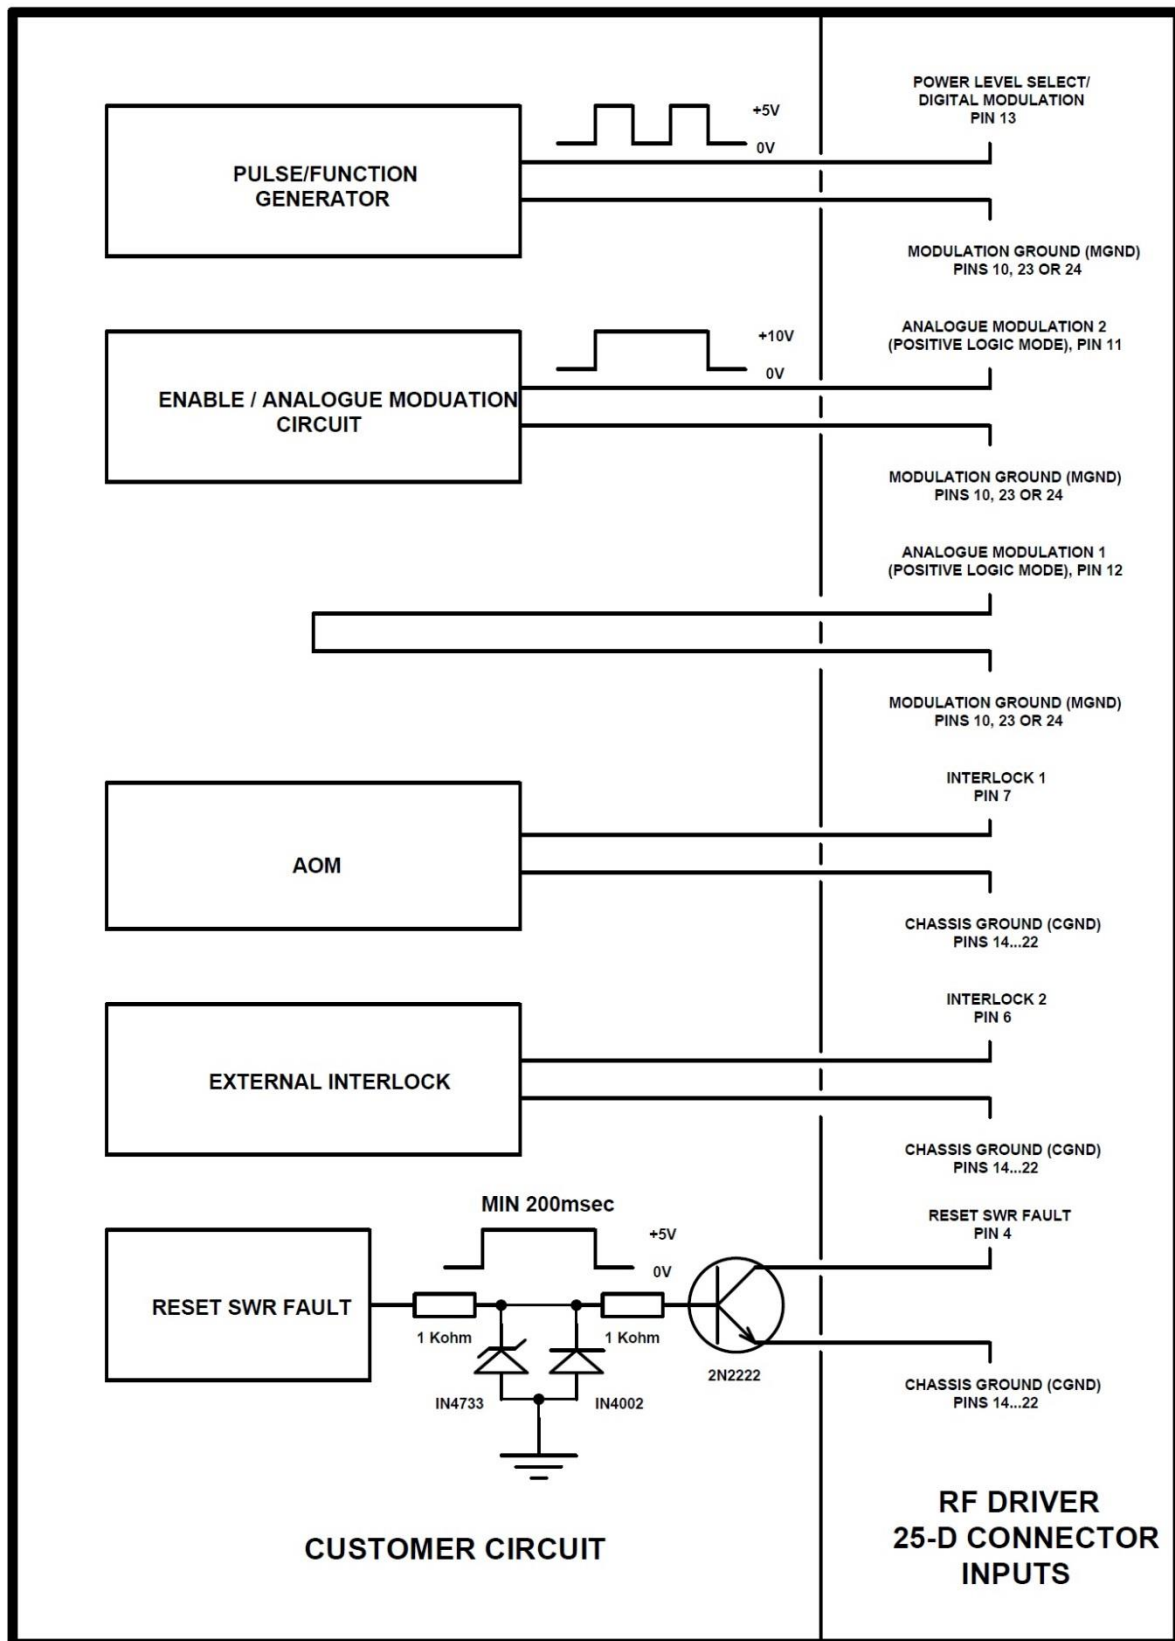 POWER LEVEL SELECT/
DIGITAL MODULATION
PIN 13
+5V
0V
PULSE/FUNCTION
GENERATOR
MODULATION GROUND (MGND)
PINS 10, 23 OR 24
ANALOGUE MODULATION 2
(POSITIVE LOGIC MODE), PIN 11
+10V
0V
ENABLE / ANALOGUE MODUATION
CIRCUIT
MODULATION GROUND (MGND)
PINS 10, 23 OR 24
ANALOGUE MODULATION 1
(POSITIVE LOGIC MODE), PIN 12
MODULATION GROUND (MGND)
PINS 10, 23 OR 24
INTERLOCK 1
PIN 7
AOM
CHASSIS GROUND (CGND)
PINS 14...22
INTERLOCK 2
PIN 6
EXTERNAL INTERLOCK
CHASSIS GROUND (CGND)
PINS 14...22
MIN 200msec
RESET SWR FAULT
PIN 4
+5V
0V
RESET SWR FAULT
1 Kohm
1 Kohm
2N2222
IN4733
IN4002
CHASSIS GROUND (CGND)
PINS 14...22
CUSTOMER CIRCUIT
RF DRIVER
25-D CONNECTOR
INPUTS